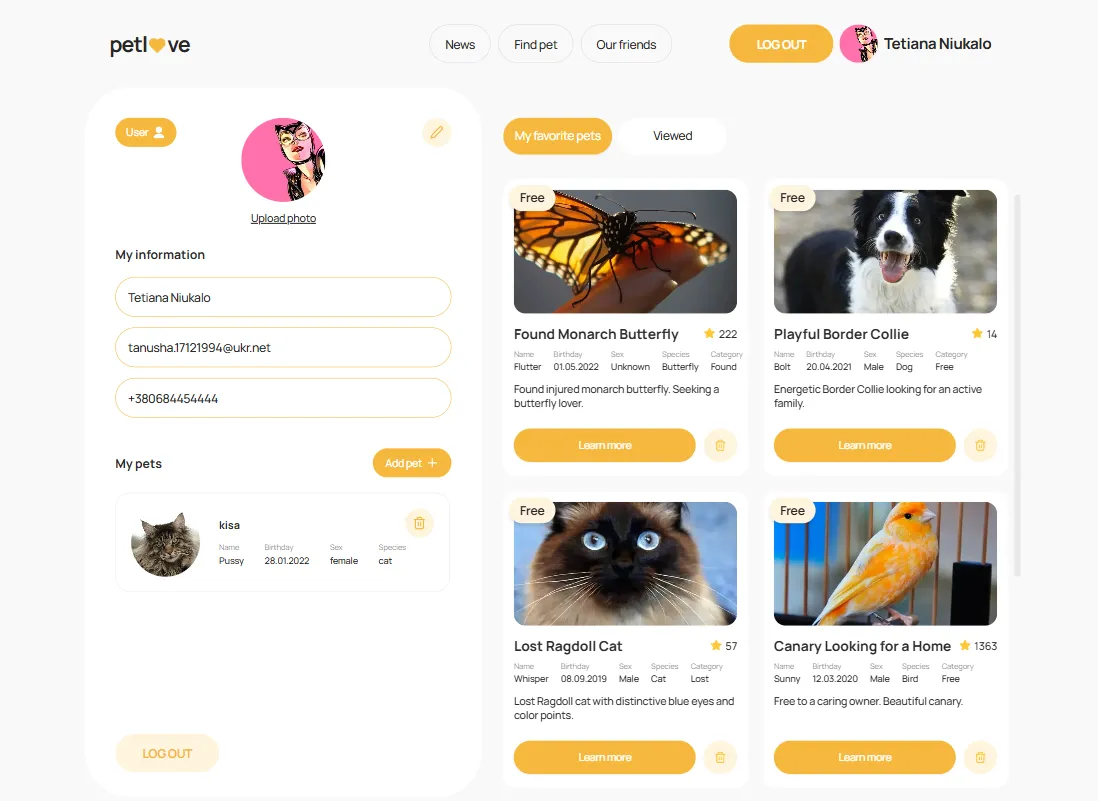 petl ve
News
Find pet
Our friends
LOG OUT
Tetiana Niukalo
User
Upload photo
My information
Tetiana Niukalo
tanusha.17121994@ukr.net
+380684454444
My pets
Add pet +
kisa
Name Birthday Sex Species
Pussy 28.01.2022 female cat
LOG OUT
My favorite pets
Viewed
Free
Found Monarch Butterfly 222
Name Birthday Sex Species Category
Flutter 01.05.2022 Unknown Butterfly Found
Found injured monarch butterfly. Seeking a
butterfly lover.
Learn more
Free
Playful Border Collie 14
Name Birthday Sex Species Category
Bolt 20.04.2021 Male Dog Free
Energetic Border Collie looking for an active
family.
Learn more
Free
Lost Ragdoll Cat 57
Name Birthday Sex Species Category
Whisper 08.09.2019 Male Cat Lost
Lost Ragdoll cat with distinctive blue eyes and
color points.
Learn more
Free
Canary Looking for a Home 1363
Name Birthday Sex Species Category
Sunny 12.03.2020 Male Bird Free
Free to a caring owner. Beautiful canary.
Learn more